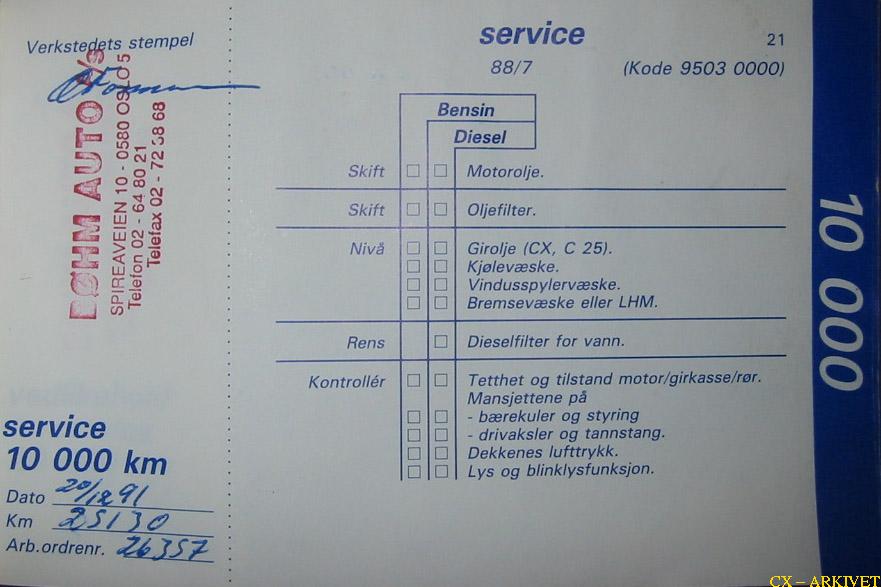 Verkstedets stempel
BØHM AUTO A/S
SPIREAVEIEN 10 - 0580 OSLO 5
Telefon 02 - 64 80 21
Telefax 02 - 72 38 68
service
10 000 km
Dato 20/12 91
Km 25130
Arb.ordrenr. 26357
service
21
88/7
(Kode 9503 0000)
Bensin
Diesel
Skift Motorolje.
Skift Oljefilter.
Nivå Girolje (CX, C 25).
Kjølevæske.
Vindusspylervæske.
Bremsevæske eller LHM.
Rens Dieselfilter for vann.
Kontrollér Tetthet og tilstand motor/girkasse/rør.
Mansjettene på
- bærekuler og styring
- drivaksler og tannstang.
Dekkenes lufttrykk.
Lys og blinklysfunksjon.
10 000
CX – ARKIVET